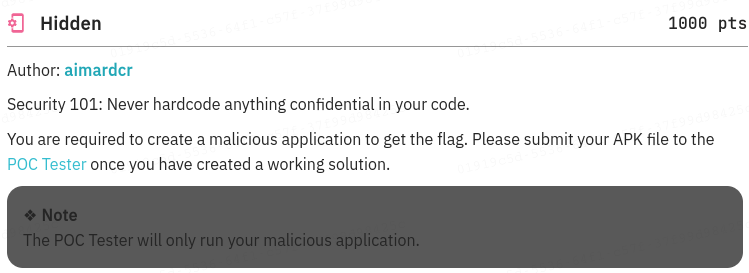 Hidden 1000 pts
Author: aimardcr
Security 101: Never hardcode anything confidential in your code.
You are required to create a malicious application to get the flag. Please submit your APK file to the
POC Tester once you have created a working solution.
❖ Note
The POC Tester will only run your malicious application.